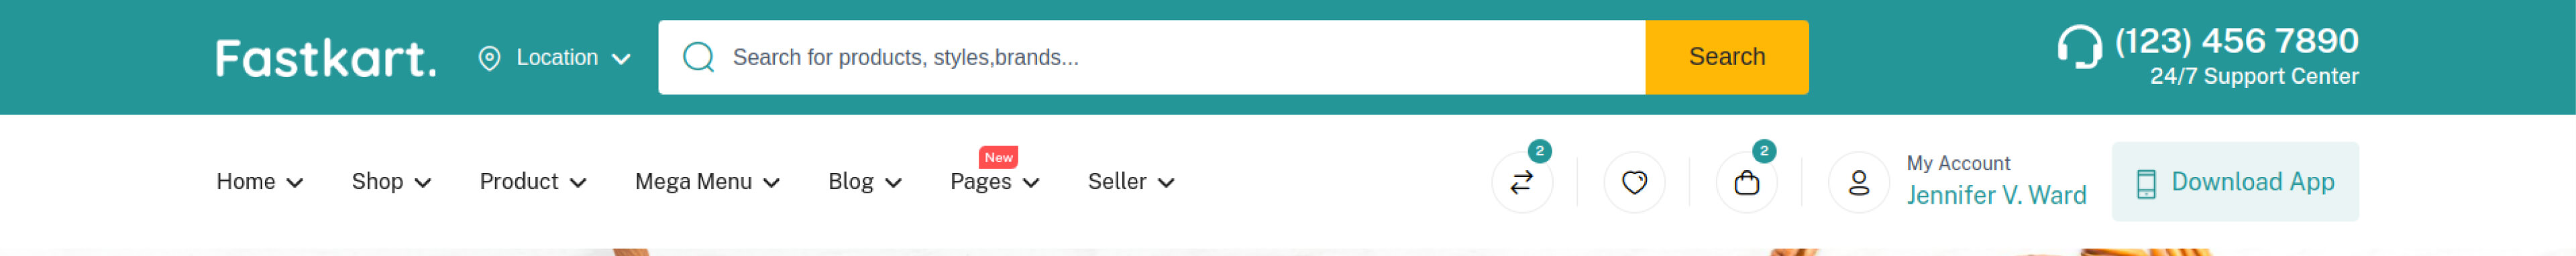 Fastkart.
Location
Search for products, styles,brands...
Search
(123) 456 7890
24/7 Support Center
Home
Shop
Product
Mega Menu
Blog
New
Pages
Seller
2
2
My Account
Jennifer V. Ward
Download App